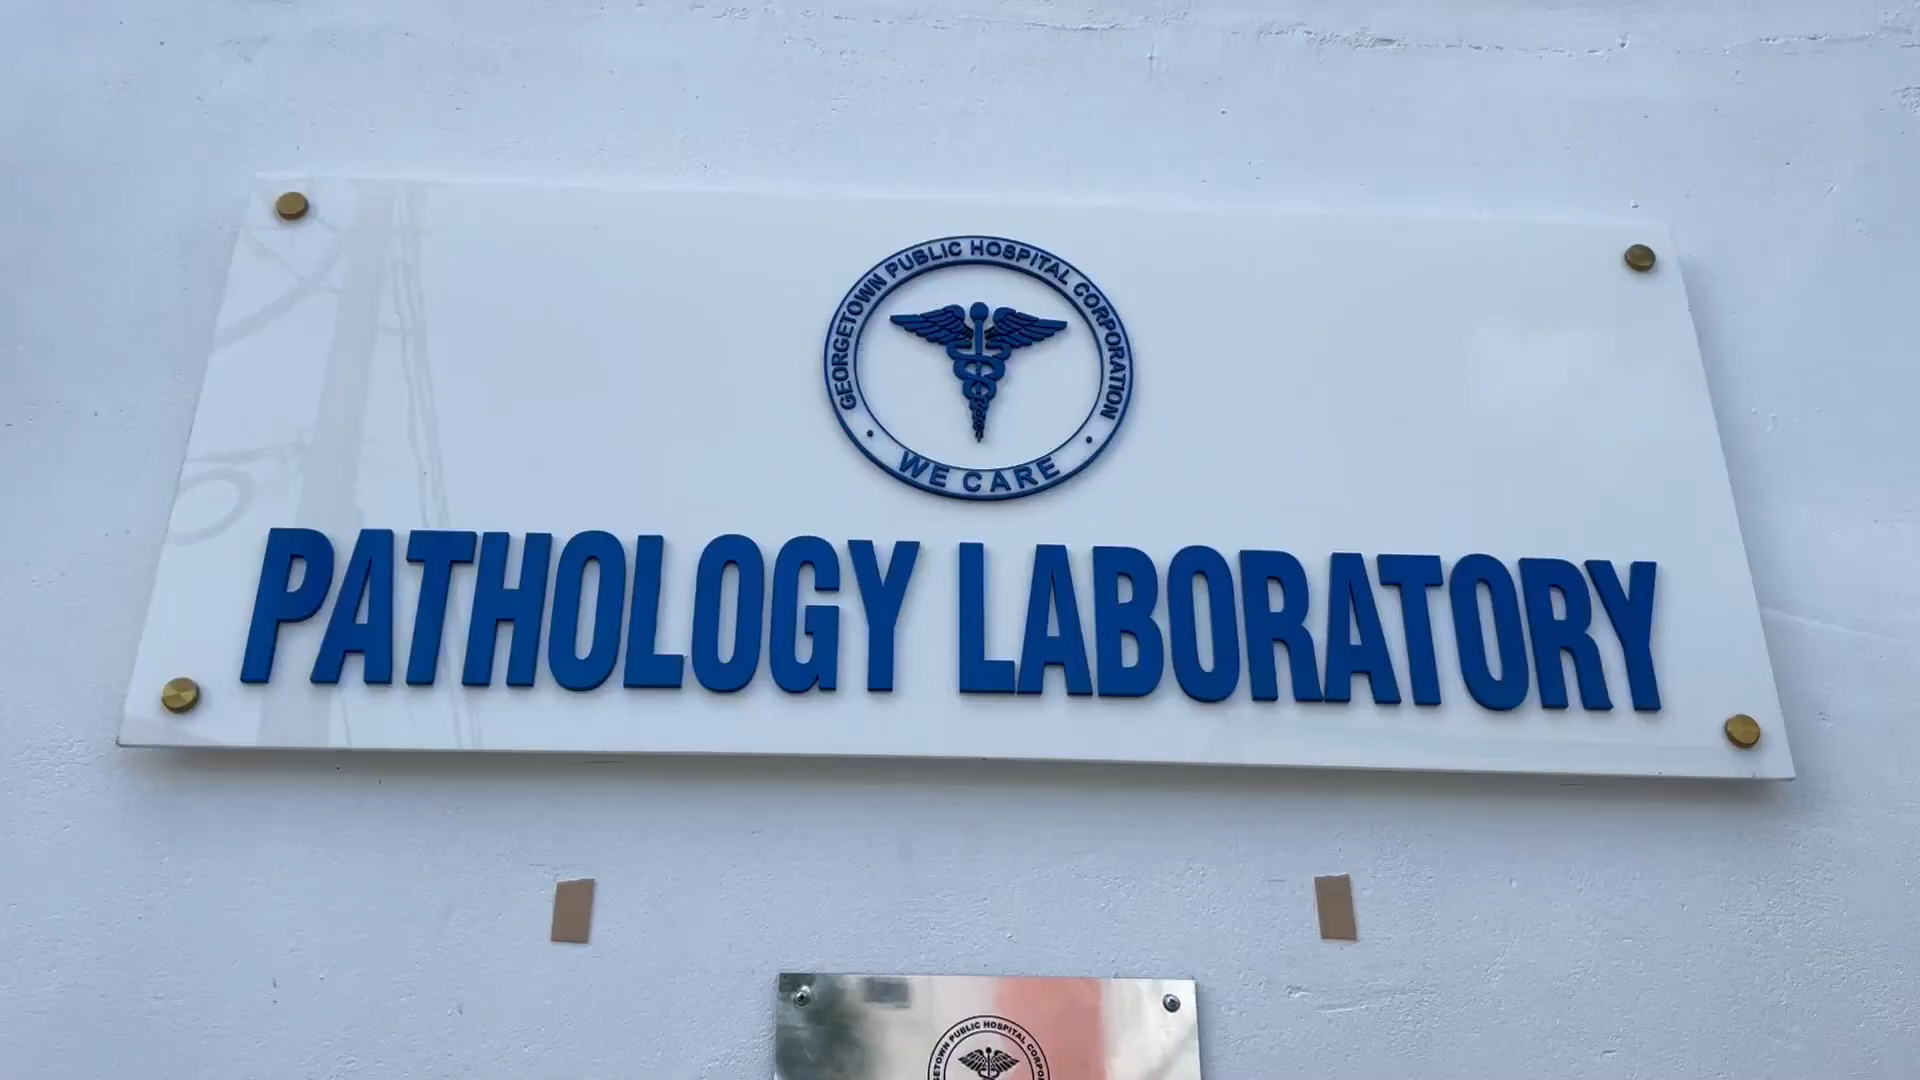 GEORGETOWN PUBLIC HOSPITAL CORPORATION
WE CARE
PATHOLOGY LABORATORY
PUBLIC HOSPITAL